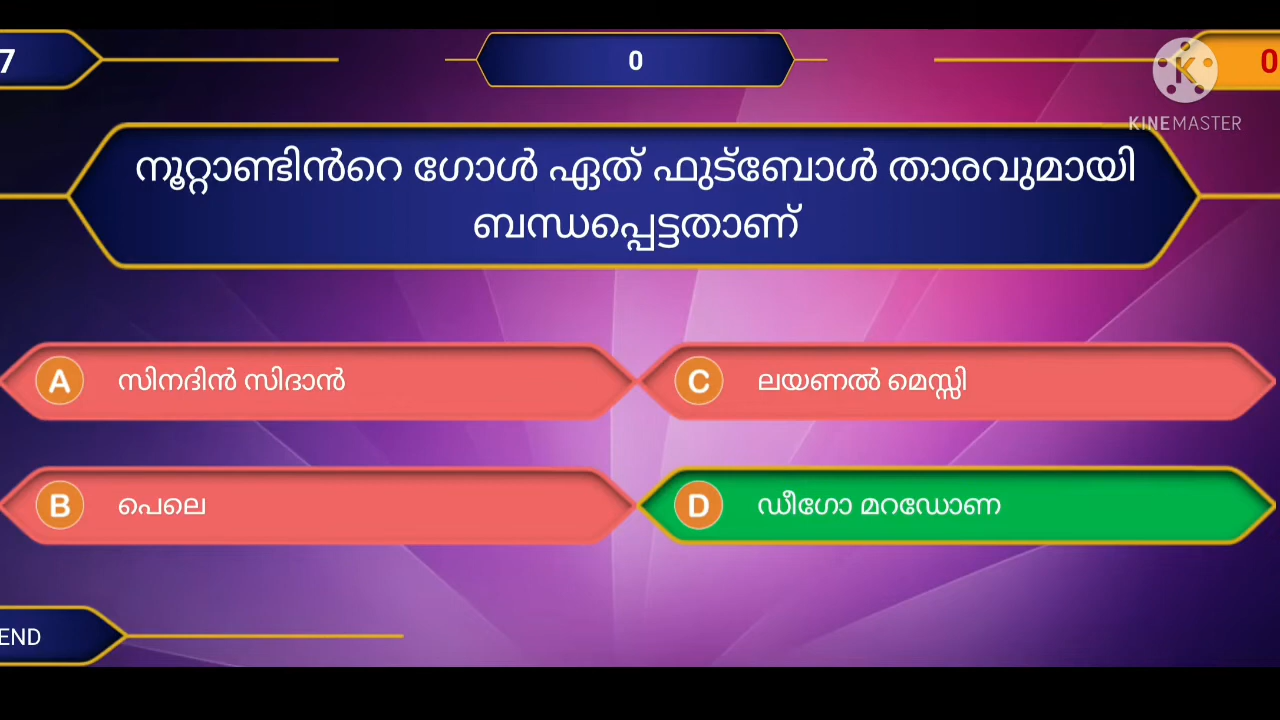 7
0
0
KINEMASTER
നൂറ്റാണ്ടിൻറെ ഗോൾ ഏത് ഫുട്ബോൾ താരവുമായി
ബന്ധപ്പെട്ടതാണ്
A സിനദിൻ സിദാൻ
C ലയണൽ മെസ്സി
B പെലെ
D ഡീഗോ മറഡോണ
END